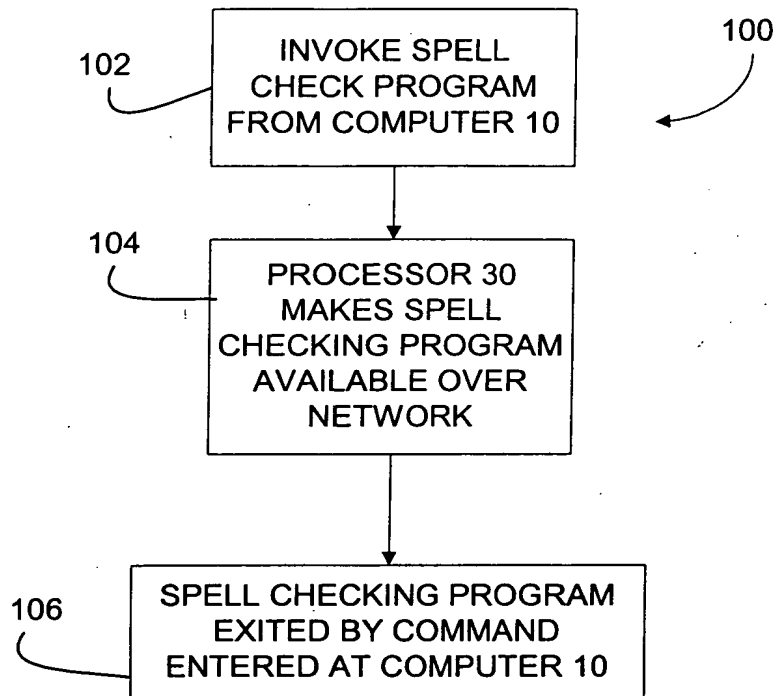 100
102
INVOKE SPELL
CHECK PROGRAM
FROM COMPUTER 10
104
PROCESSOR 30
MAKES SPELL
CHECKING PROGRAM
AVAILABLE OVER
NETWORK
106
SPELL CHECKING PROGRAM
EXITED BY COMMAND
ENTERED AT COMPUTER 10